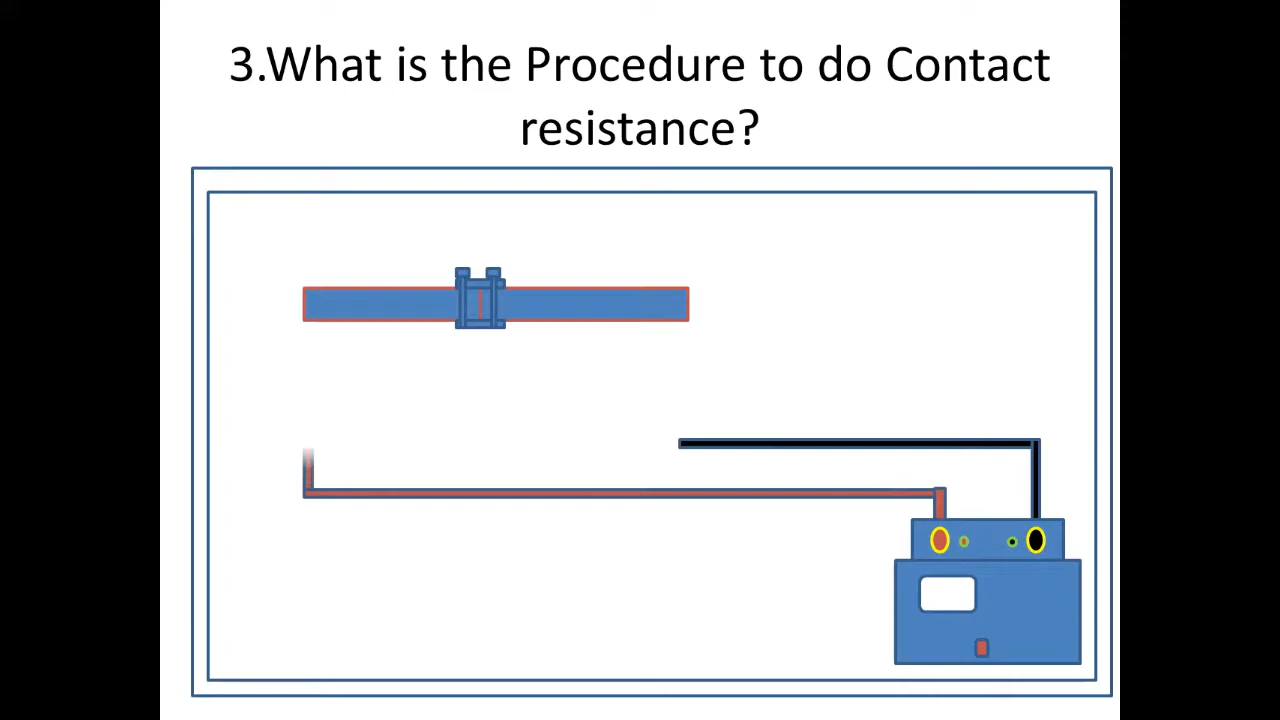 3.What is the Procedure to do Contact
resistance?